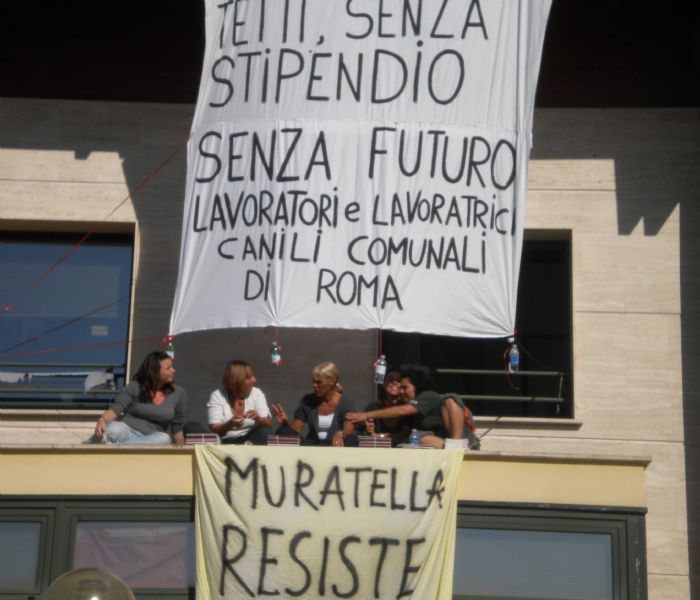 TETTI, SENZA
STIPENDIO
SENZA FUTURO
LAVORATORI e LAVORATRICI
CANILI COMUNALI
DI ROMA
MURATELLA
RESISTE